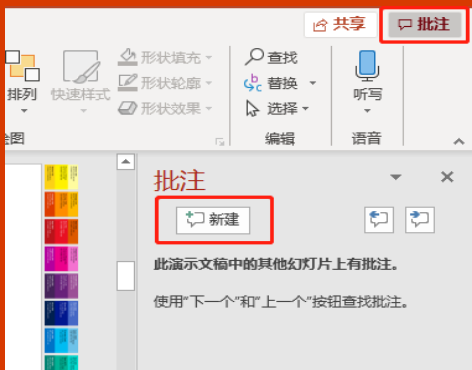 共享 批注
形状填充 查找
排列 快速样式 形状轮廓 替换 听写
形状效果 选择
绘图 编辑 语音
批注
新建
此演示文稿中的其他幻灯片上有批注。
使用"下一个"和"上一个"按钮查找批注。